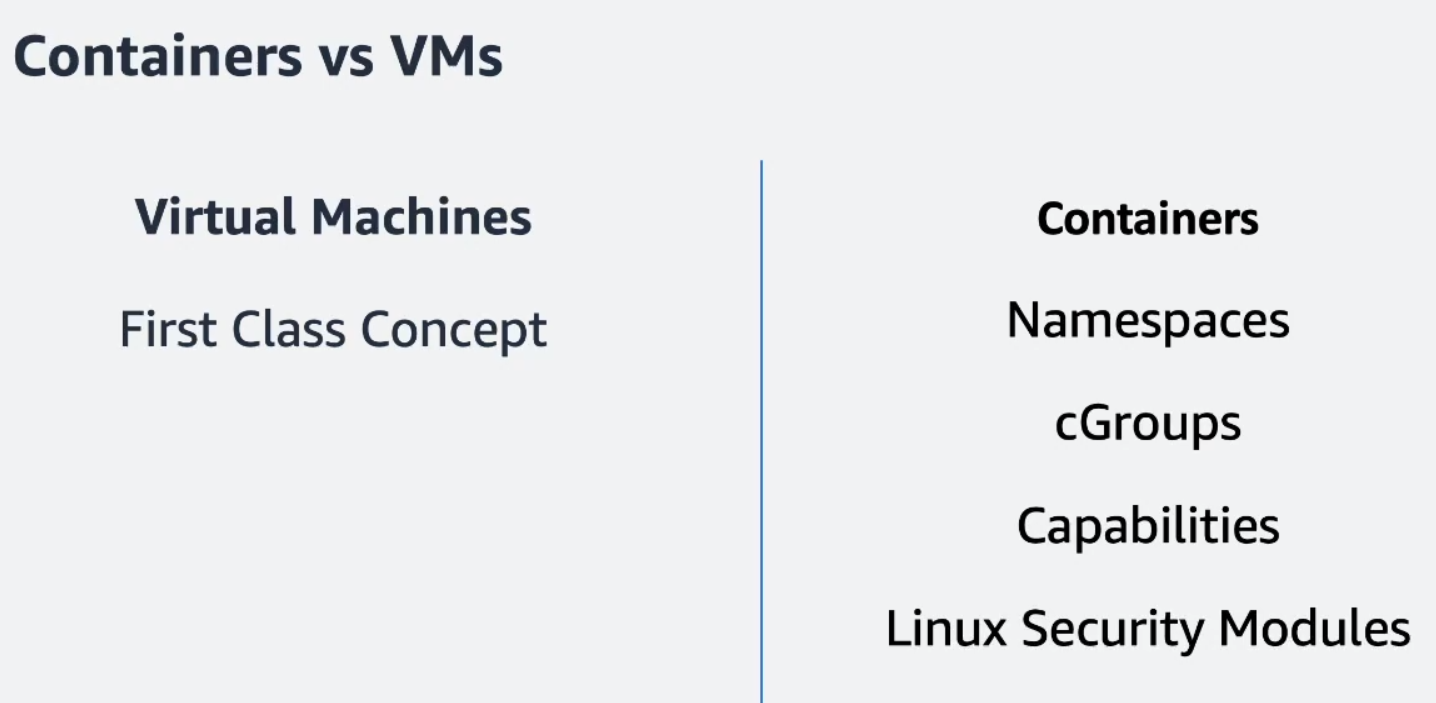 Containers vs VMs
Virtual Machines
First Class Concept
Containers
Namespaces
cGroups
Capabilities
Linux Security Modules